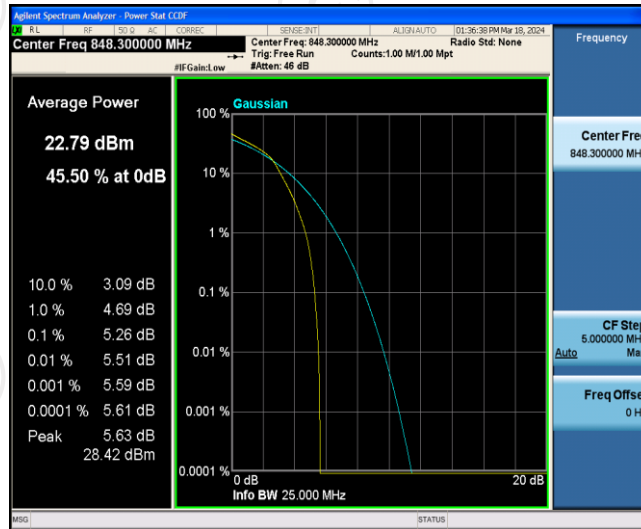 Agilent Spectrum Analyzer - Power Stat CCDF
RL RF 50 Ω AC CORREC SENSE:INT ALIGN AUTO 01:36:38 PM Mar 18, 2024
Center Freq 848.300000 MHz
Center Freq: 848.300000 MHz Radio Std: None
Trig: Free Run Counts:1.00 M/1.00 Mpt
#IFGain:Low #Atten: 46 dB
Frequency
Average Power
22.79 dBm
45.50 % at 0dB
10.0 % 3.09 dB
1.0 % 4.69 dB
0.1 % 5.26 dB
0.01 % 5.51 dB
0.001 % 5.59 dB
0.0001 % 5.61 dB
Peak 5.63 dB
28.42 dBm
Gaussian
100 %
10 %
1 %
0.1 %
0.01 %
0.001 %
0.0001 %
0 dB 20 dB
Info BW 25.000 MHz
Center Fre
848.300000 MH
CF Step
5.000000 MH
Auto Ma
Freq Offse
0 H
MSG STATUS